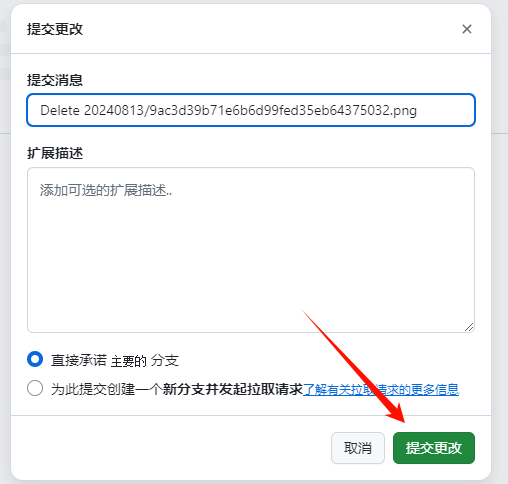 提交更改
提交消息
Delete 20240813/9ac3d39b71e6b6d99fed35eb64375032.png
扩展描述
添加可选的扩展描述..
直接承诺 主要的 分支
为此提交创建一个新分支并发起拉取请求了解有关拉取请求的更多信息
取消 提交更改